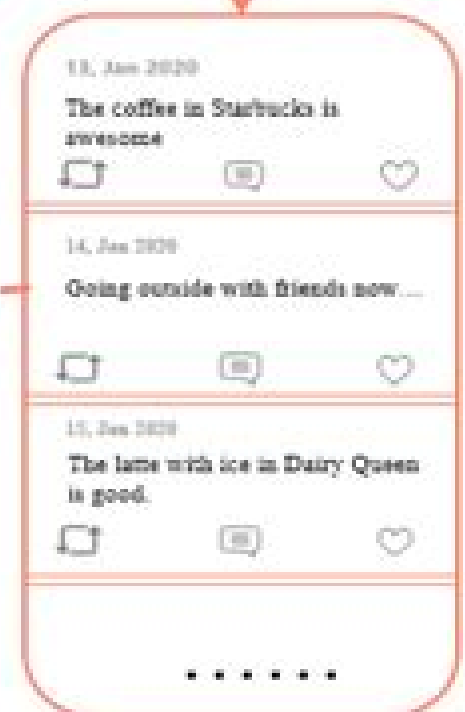 13, Jan 2020
The coffee in Starbucks is
awesome
14, Jan 2020
Going outside with friends now....
15, Jan 2020
The latte with ice in Dairy Queen
is good.
......